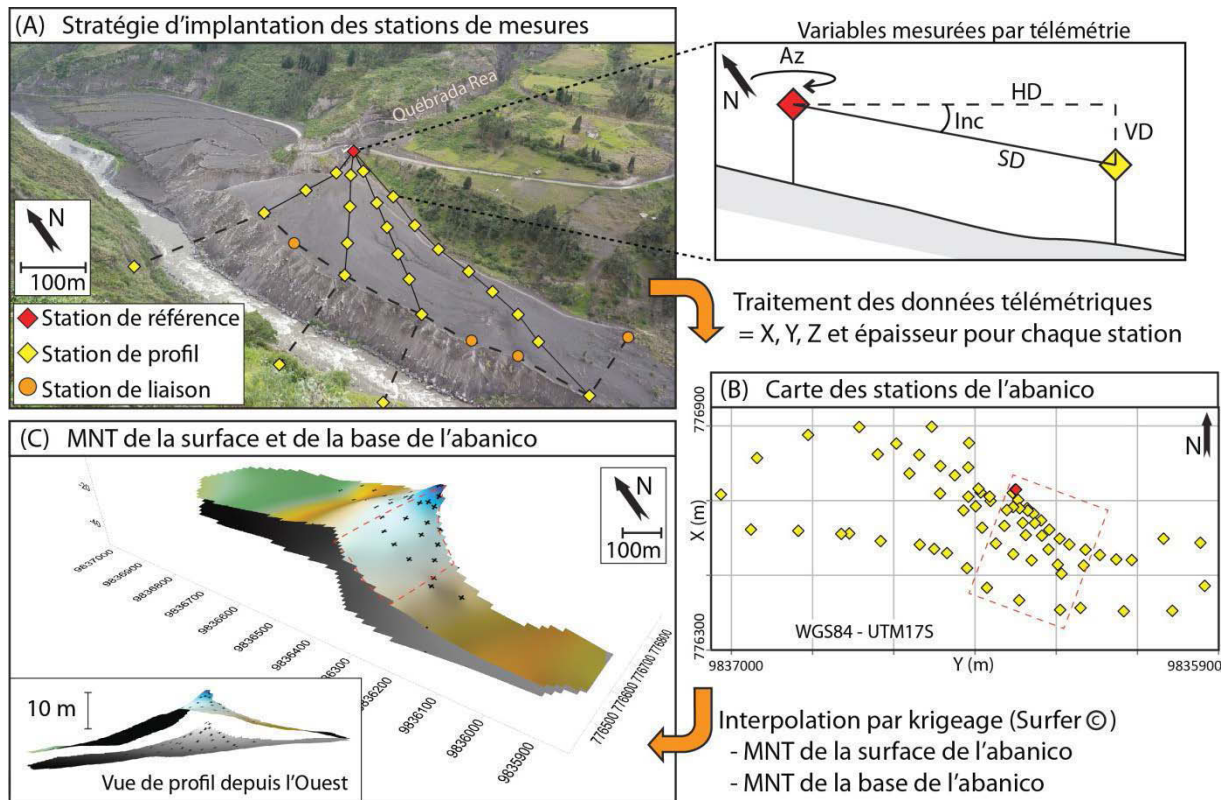 (A) Stratégie d'implantation des stations de mesures
Québrada Rea
N
100m
Station de référence
Station de profil
Station de liaison
Variables mesurées par télémétrie
Az
N
HD
Inc
VD
SD
Traitement des données télémétriques
= X, Y, Z et épaisseur pour chaque station
(B) Carte des stations de l'abanico
776900
N
X (m)
776300
WGS84 - UTM17S
9837000
Y (m)
9835900
(C) MNT de la surface et de la base de l'abanico
N
100m
-20
-40
9837000
9836900
9836800
9836700
9836600
9836500
9836400
9836300
9836200
9836100
9836000
9835900
776500
776600
776700
776800
10 m
Vue de profil depuis l'Ouest
Interpolation par krigeage (Surfer ©)
- MNT de la surface de l'abanico
- MNT de la base de l'abanico